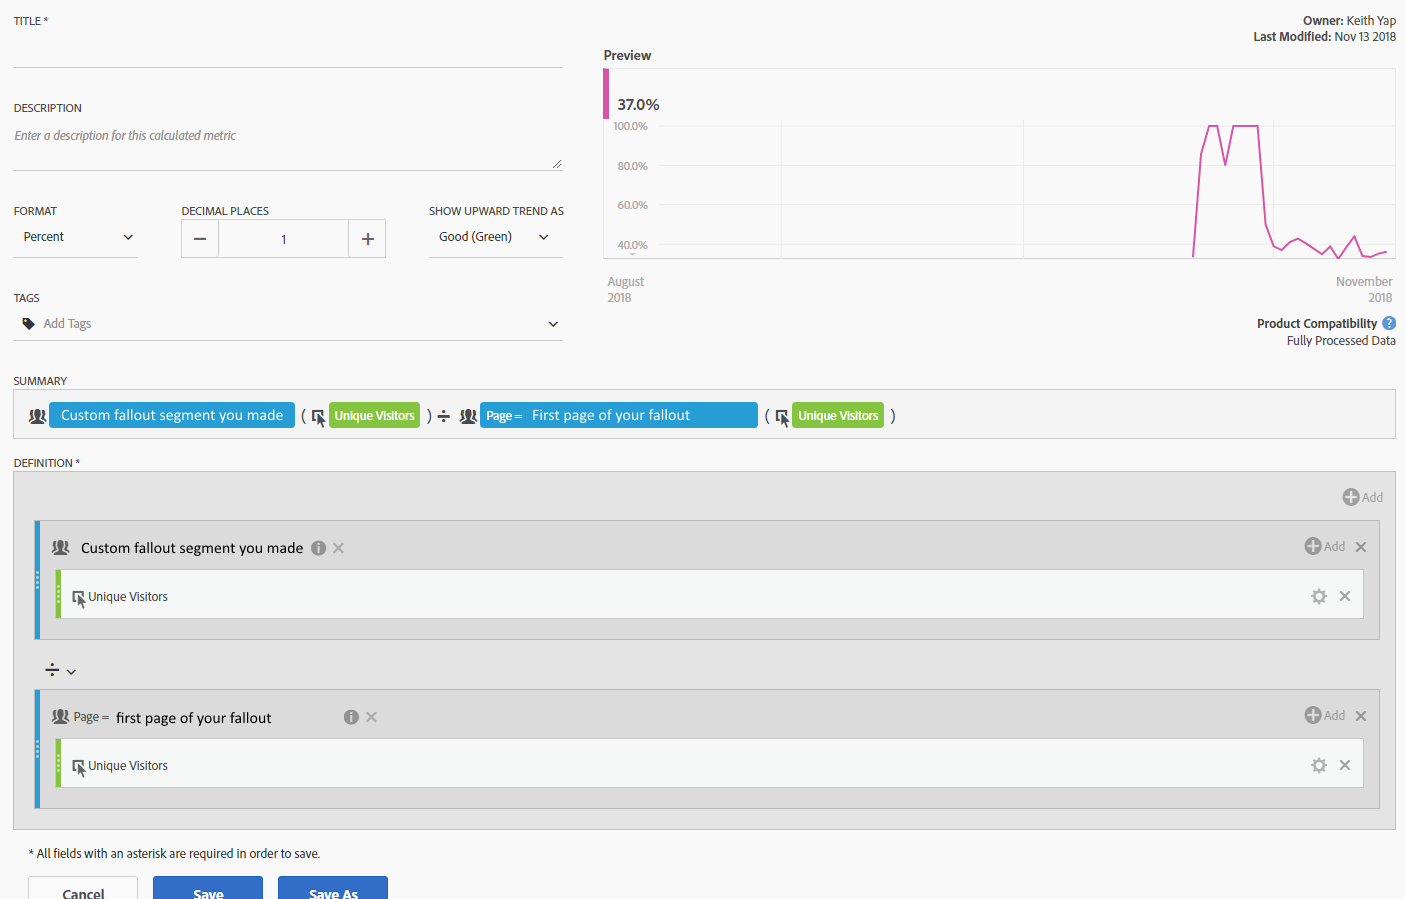 TITLE *
Owner: Keith Yap
Last Modified: Nov 13 2018
Preview
37.0%
100.0%
80.0%
60.0%
40.0%
August
2018
November
2018
Product Compatibility ?
Fully Processed Data
DESCRIPTION
Enter a description for this calculated metric
FORMAT
DECIMAL PLACES
SHOW UPWARD TREND AS
Percent
− 1 +
Good (Green)
TAGS
Add Tags
SUMMARY
Custom fallout segment you made ( Unique Visitors ) ÷ Page = First page of your fallout ( Unique Visitors )
DEFINITION *
Add
Custom fallout segment you made
Add
Unique Visitors
÷
Page = first page of your fallout
Add
Unique Visitors
* All fields with an asterisk are required in order to save.
Cancel
Save
Save As